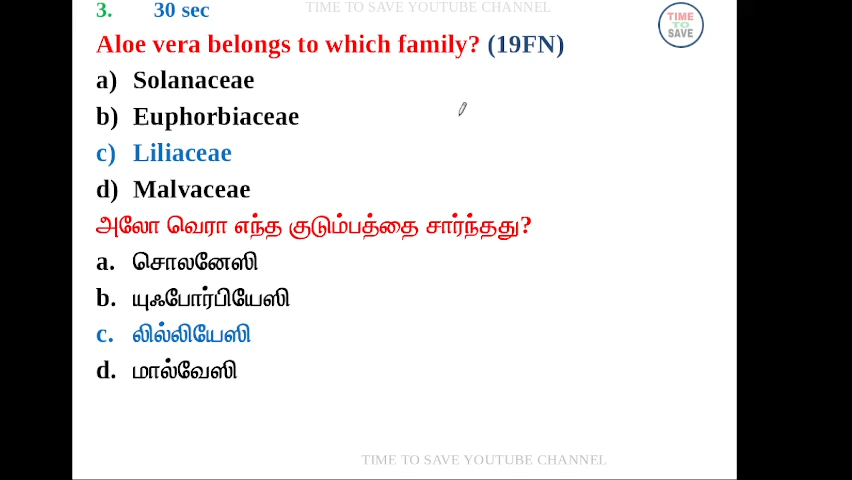 TIME TO SAVE YOUTUBE CHANNEL
3. 30 sec
TIME
TO
SAVE
Aloe vera belongs to which family? (19FN)
a) Solanaceae
b) Euphorbiaceae
c) Liliaceae
d) Malvaceae
அலோ வெரா எந்த குடும்பத்தை சார்ந்தது?
a. சொலனேஸி
b. யுஃபோர்பியேஸி
c. லில்லியேஸி
d. மால்வேஸி
TIME TO SAVE YOUTUBE CHANNEL